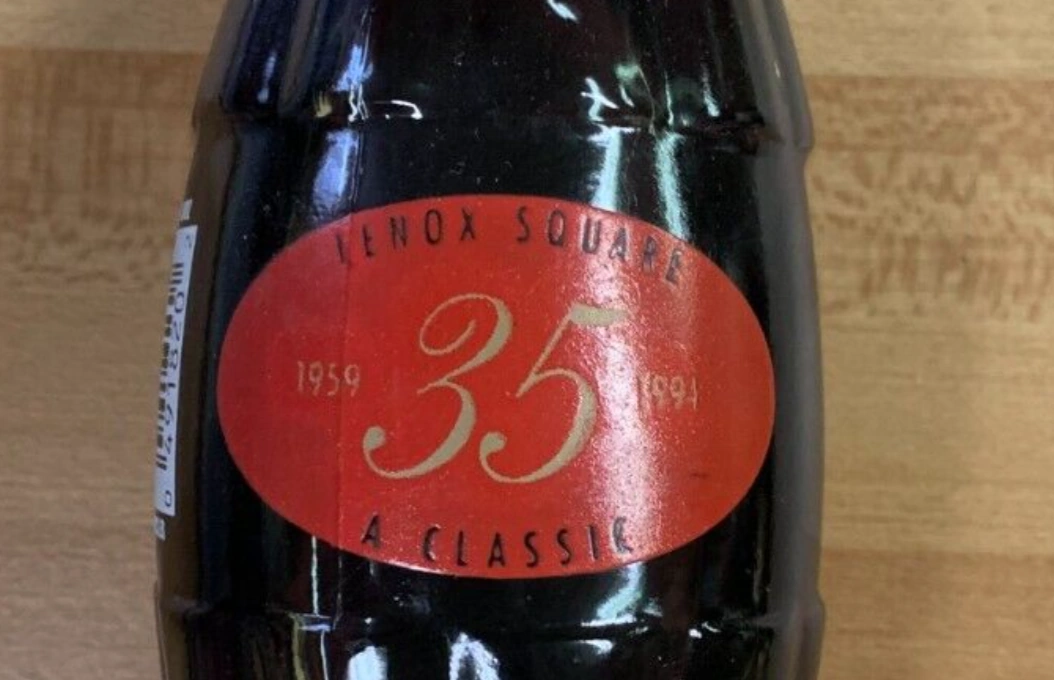 LENOX SQUARE
1959 35 1994
A CLASSIC